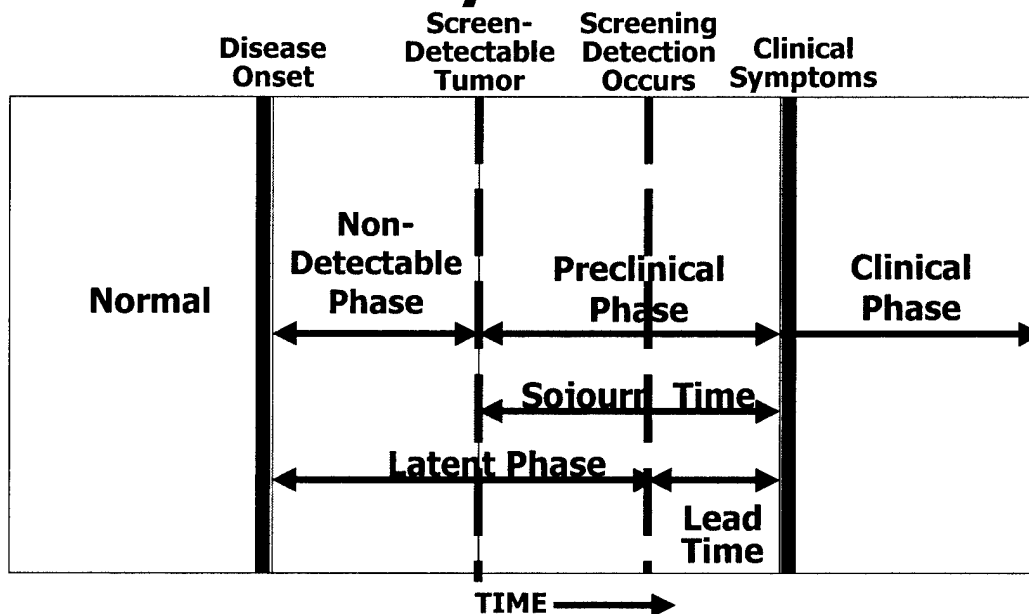 Disease
Onset
Screen-
Detectable
Tumor
Screening
Detection
Occurs
Clinical
Symptoms
Normal
Non-
Detectable
Phase
Preclinical
Phase
Clinical
Phase
Sojourn Time
Latent Phase
Lead
Time
TIME